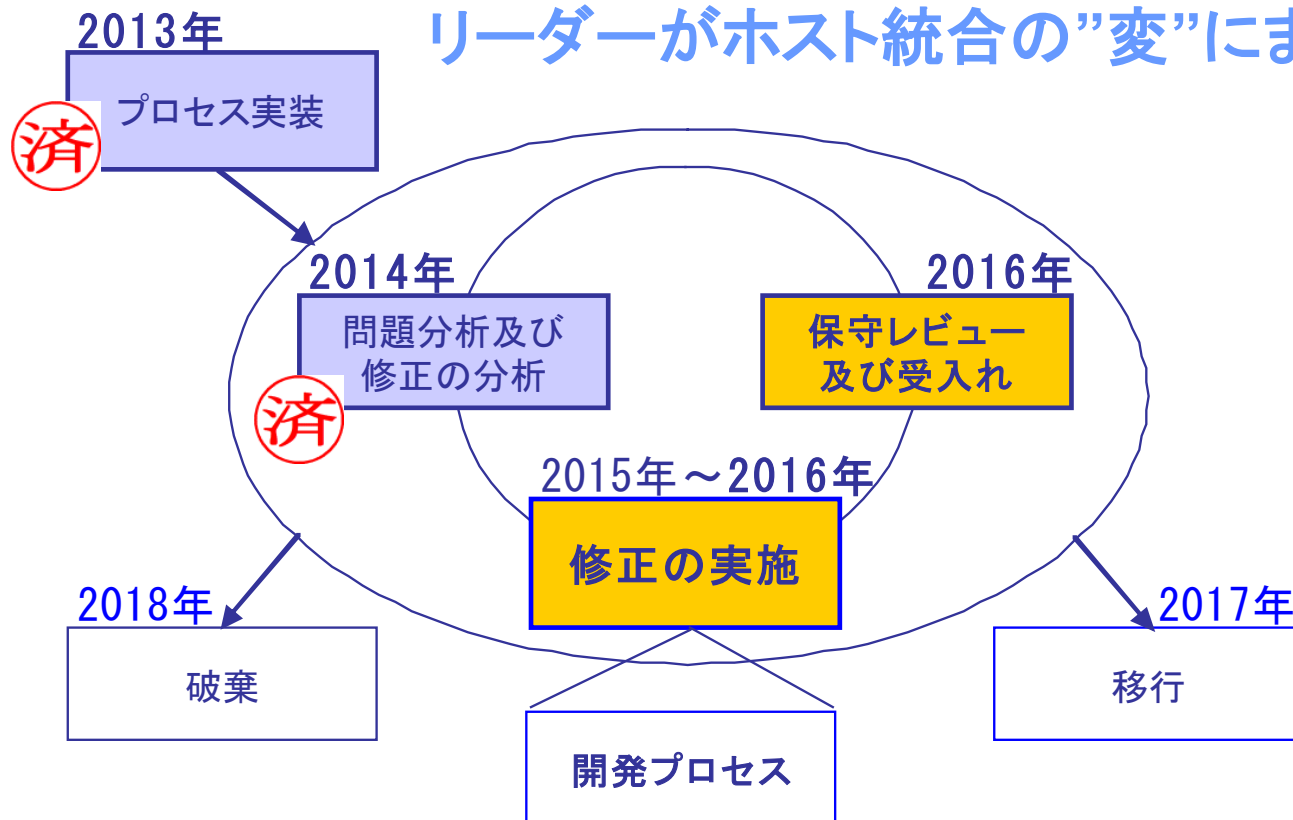 リーダーがホスト統合の”変”にま
2013年
プロセス実装
済
2014年
問題分析及び
修正の分析
済
2016年
保守レビュー
及び受入れ
2015年～2016年
修正の実施
2018年
破棄
2017年
移行
開発プロセス